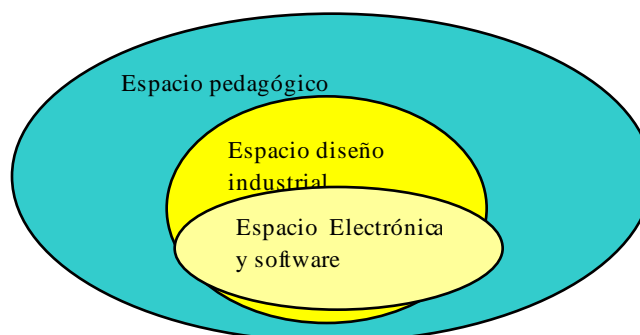 Espacio pedagógico
Espacio diseño
industrial
Espacio Electrónica
y software